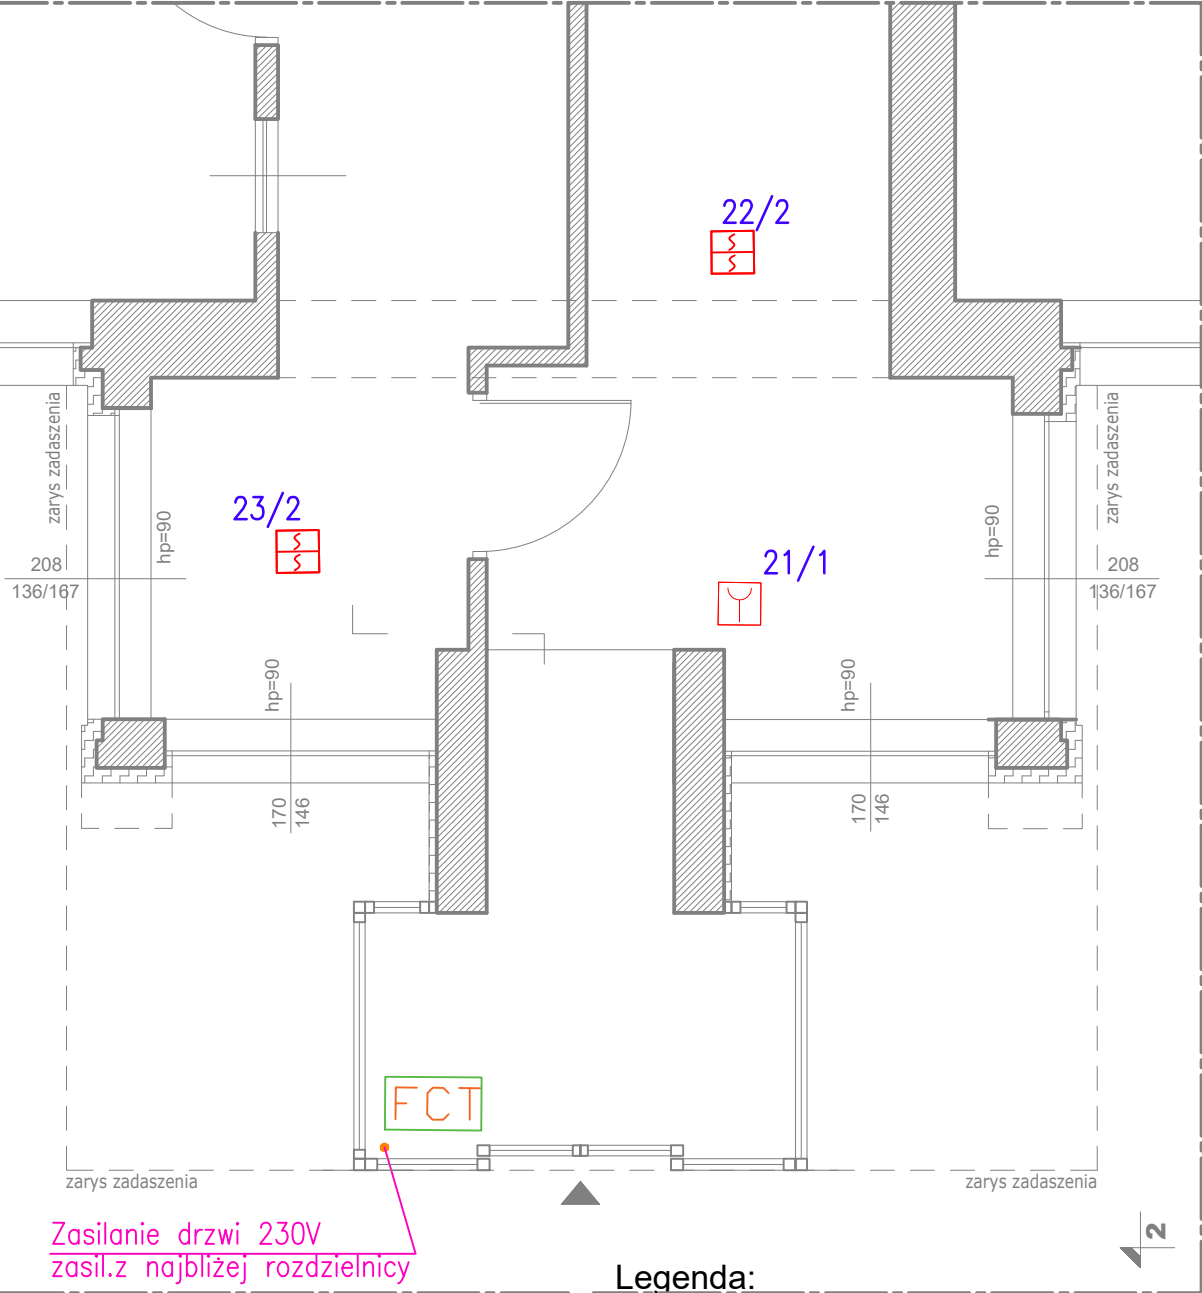 22/2
zarys zadaszenia
zarys zadaszenia
23/2
hp=90
hp=90
21/1
208
136/167
208
136/167
hp=90
hp=90
170
146
170
146
FCT
zarys zadaszenia
zarys zadaszenia
Zasilanie drzwi 230V
zasil.z najbliżej rozdzielnicy
2
Legenda: